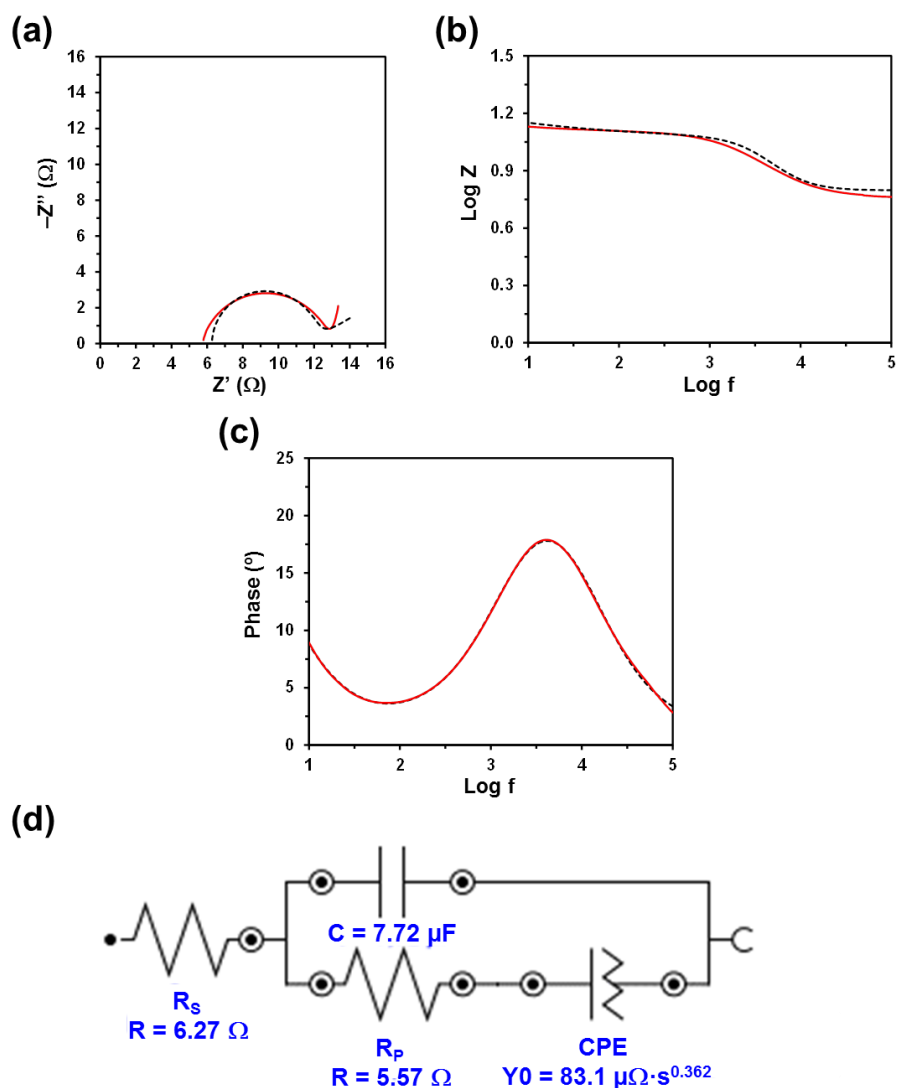 (a)
16
14
12
10
8
6
4
2
0
–Z" (Ω)
0 2 4 6 8 10 12 14 16
Z' (Ω)
(b)
1.5
1.2
0.9
0.6
0.3
0.0
Log Z
1 2 3 4 5
Log f
(c)
25
20
15
10
5
0
Phase (º)
1 2 3 4 5
Log f
(d)
C = 7.72 µF
R_S
R = 6.27 Ω
R_P
R = 5.57 Ω
CPE
Y0 = 83.1 µΩ·s^0.362